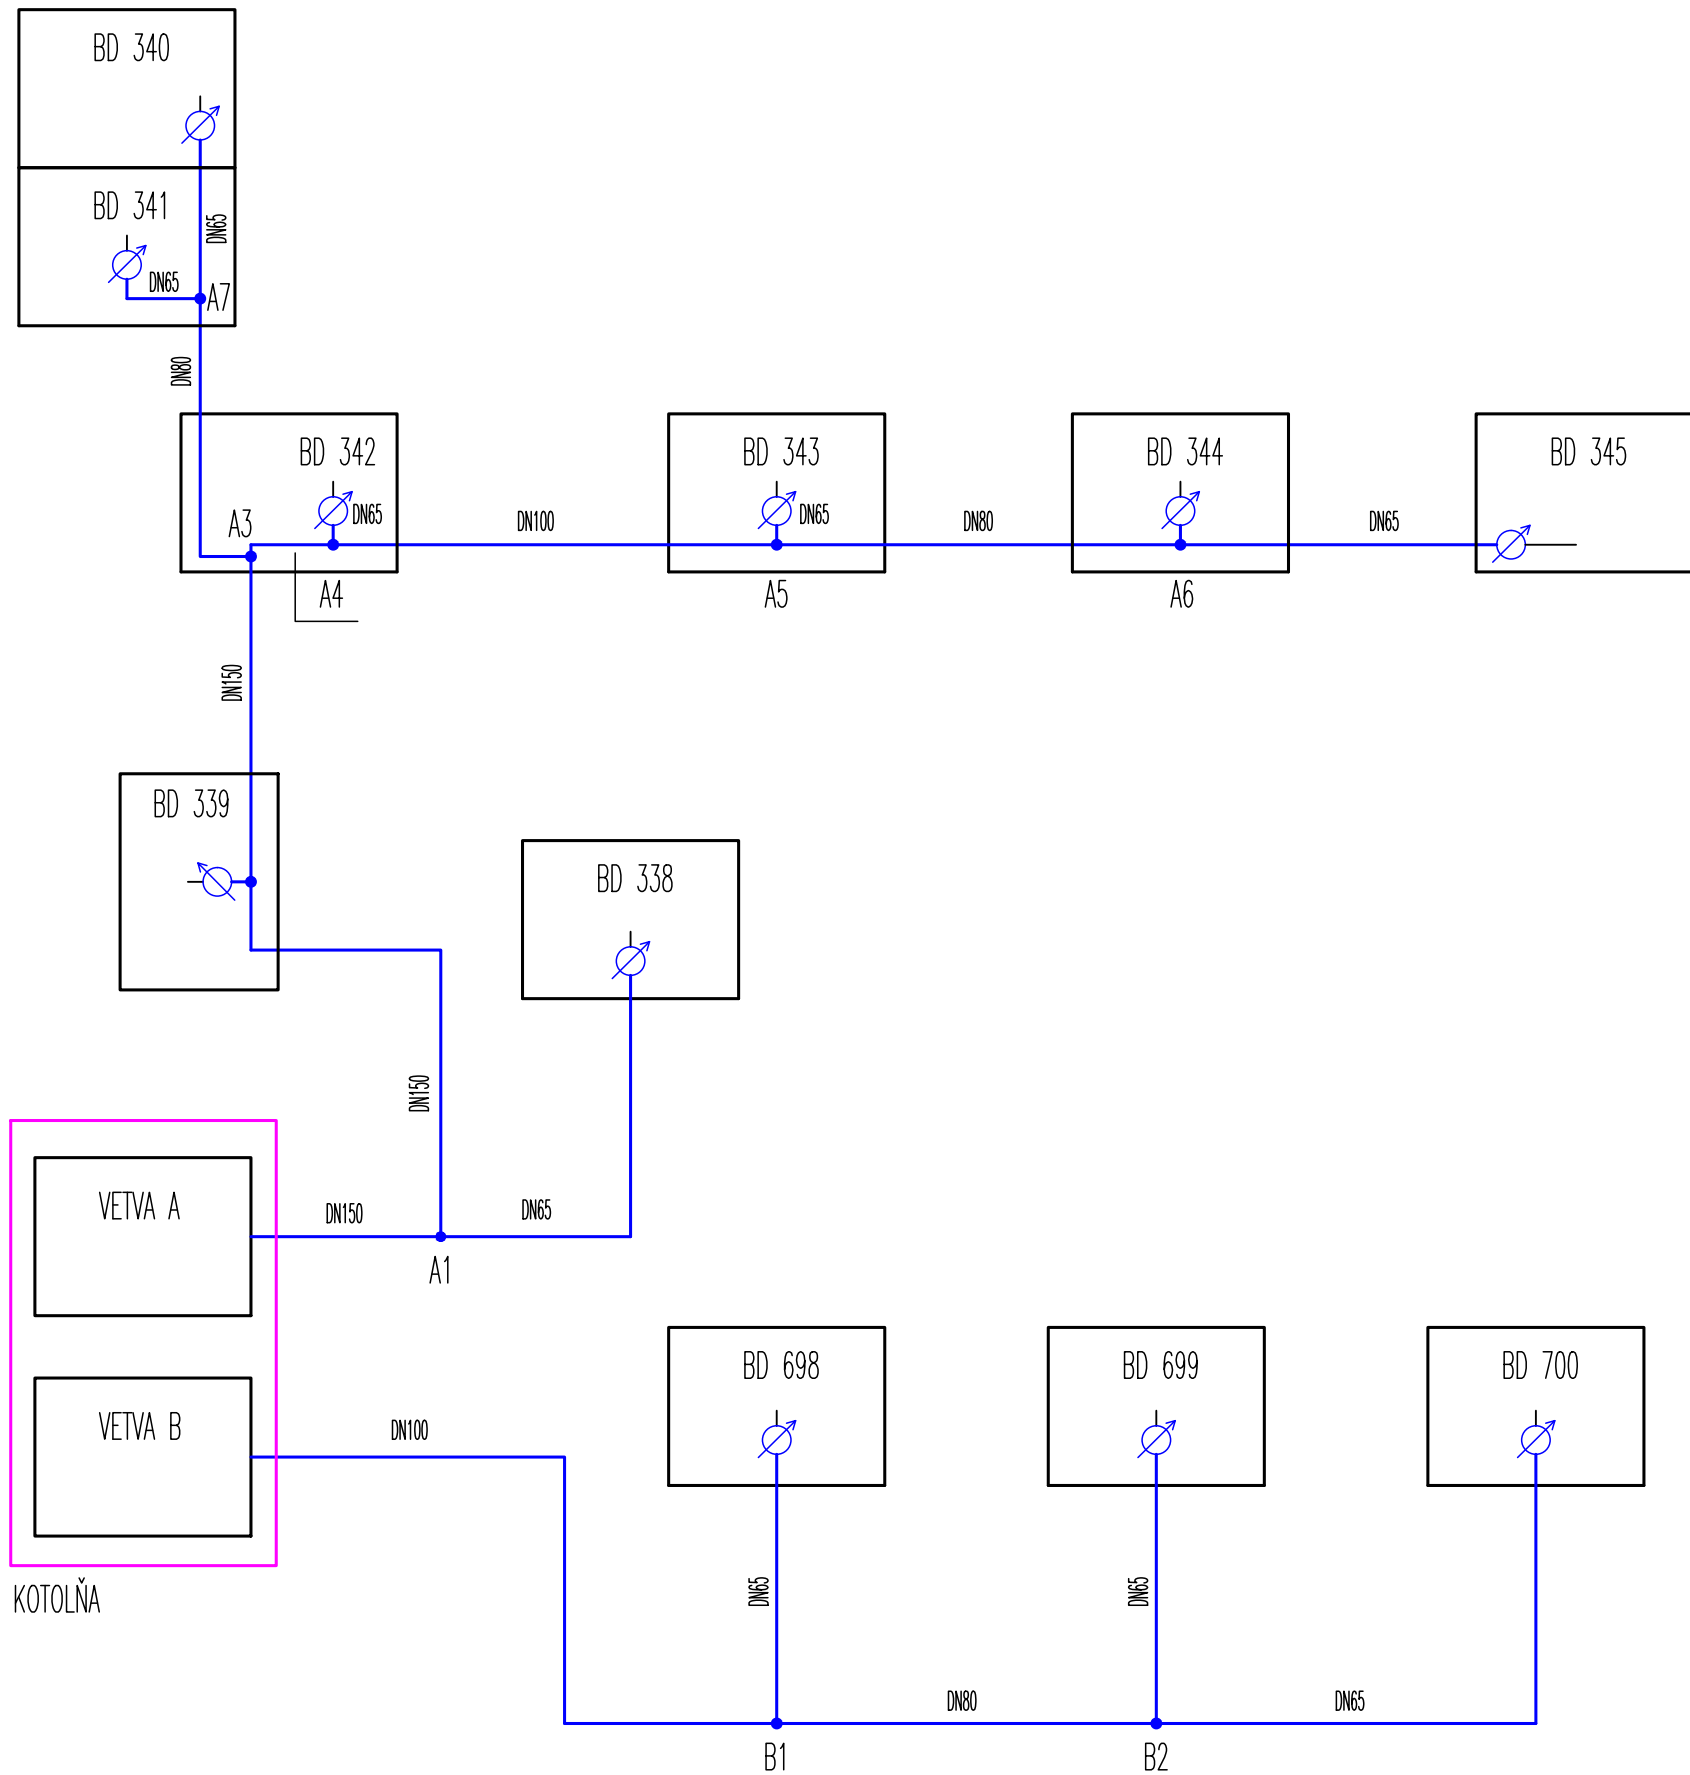 BD 340
BD 341
DN65
DN65
A7
DN80
BD 342
BD 343
BD 344
BD 345
A3
DN65
DN100
DN65
DN80
DN65
A4
A5
A6
DN150
BD 339
BD 338
DN150
VETVA A
DN150
DN65
A1
BD 698
BD 699
BD 700
VETVA B
DN100
KOTOLŇA
DN65
DN65
DN80
DN65
B1
B2